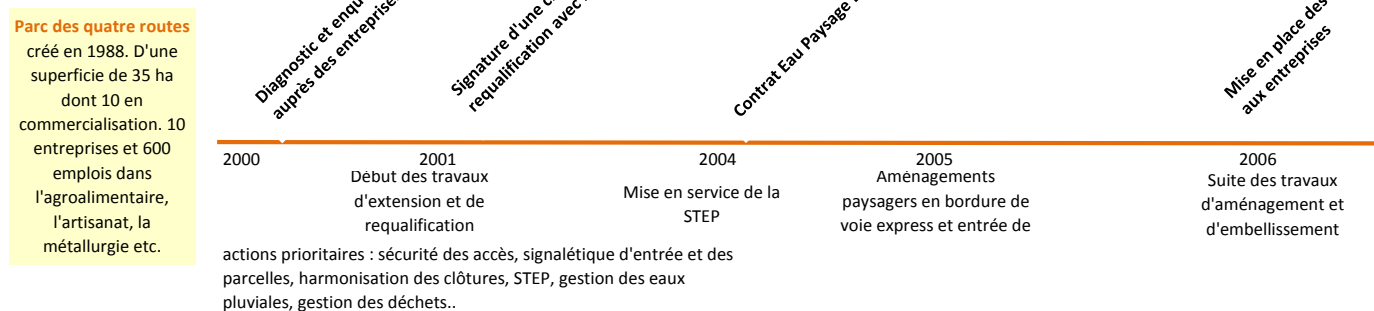 Parc des quatre routes
créé en 1988. D'une
superficie de 35 ha
dont 10 en
commercialisation. 10
entreprises et 600
emplois dans
l'agroalimentaire,
l'artisanat, la
métallurgie etc.
Diagnostic et
auprès des
Signature d'une
requalification avec
Contrat Eau Paysage
Mise en place des
aux entreprises
2000
2001
2004
2005
2006
Début des travaux
d'extension et de
requalification
Mise en service de la
STEP
Aménagements
paysagers en bordure de
voie express et entrée de
Suite des travaux
d'aménagement et
d'embellissement
actions prioritaires : sécurité des accès, signalétique d'entrée et des
parcelles, harmonisation des clôtures, STEP, gestion des eaux
pluviales, gestion des déchets..